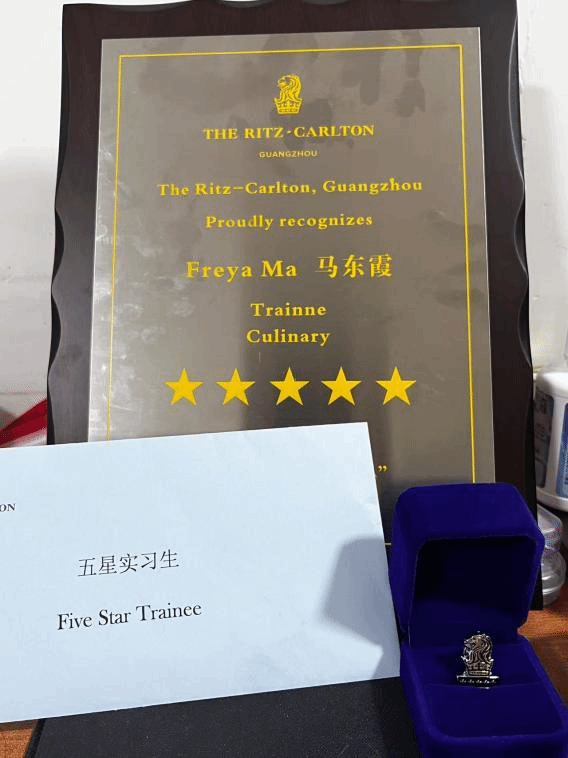 THE RITZ-CARLTON
GUANGZHOU
The Ritz-Carlton, Guangzhou
Proudly recognizes
Freya Ma 马东霞
Trainne
Culinary
”
ON
五星实习生
Five Star Trainee